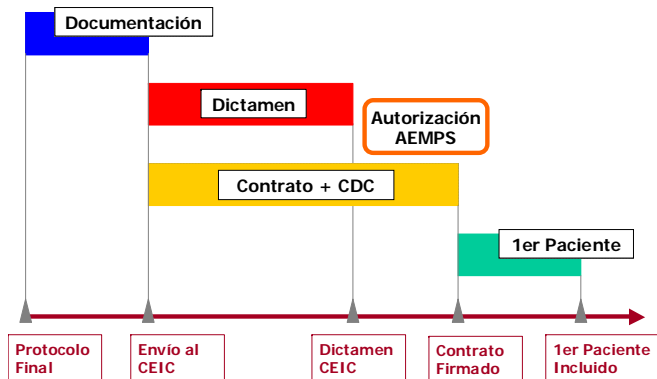 Documentación
Dictamen
Autorización
AEMPS
Contrato + CDC
1er Paciente
Protocolo
Final
Envío al
CEIC
Dictamen
CEIC
Contrato
Firmado
1er Paciente
Incluido